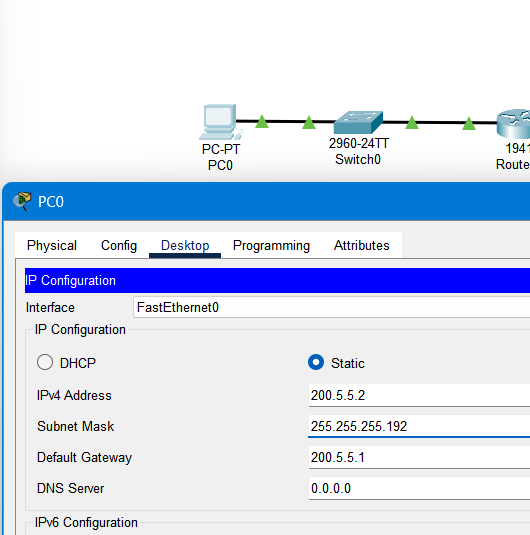 PC-PT
PC0
2960-24TT
Switch0
1941
Route
PC0
Physical Config Desktop Programming Attributes
IP Configuration
Interface FastEthernet0
IP Configuration
DHCP Static
IPv4 Address 200.5.5.2
Subnet Mask 255.255.255.192
Default Gateway 200.5.5.1
DNS Server 0.0.0.0
IPv6 Configuration